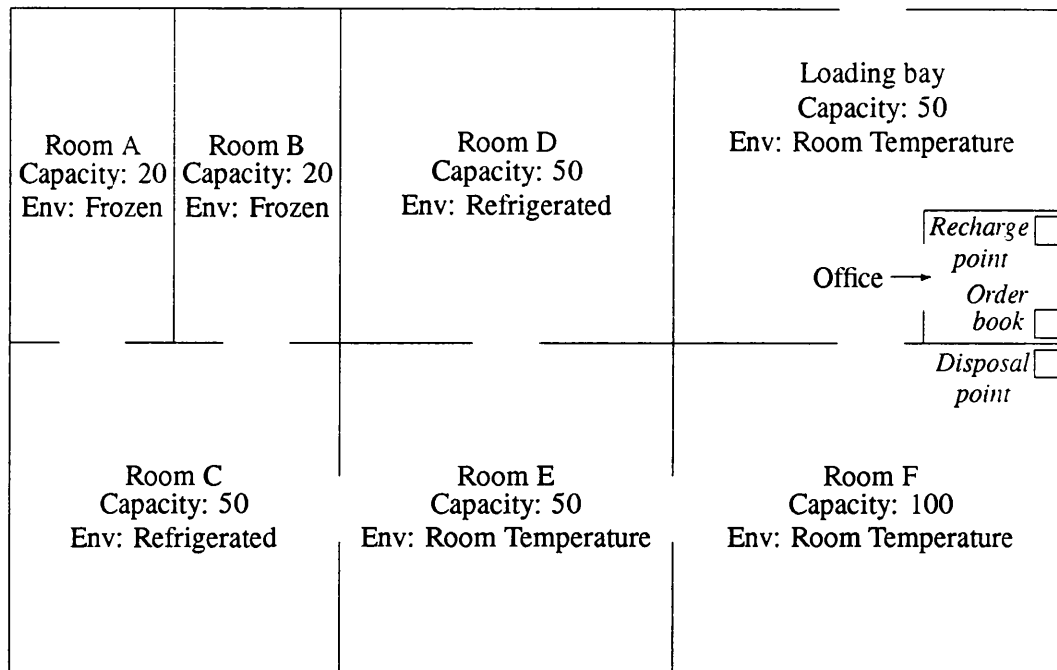 Loading bay
Capacity: 50
Env: Room Temperature
Room A
Capacity: 20
Env: Frozen
Room B
Capacity: 20
Env: Frozen
Room D
Capacity: 50
Env: Refrigerated
Recharge
point
Office
Order
book
Disposal
point
Room C
Capacity: 50
Env: Refrigerated
Room E
Capacity: 50
Env: Room Temperature
Room F
Capacity: 100
Env: Room Temperature